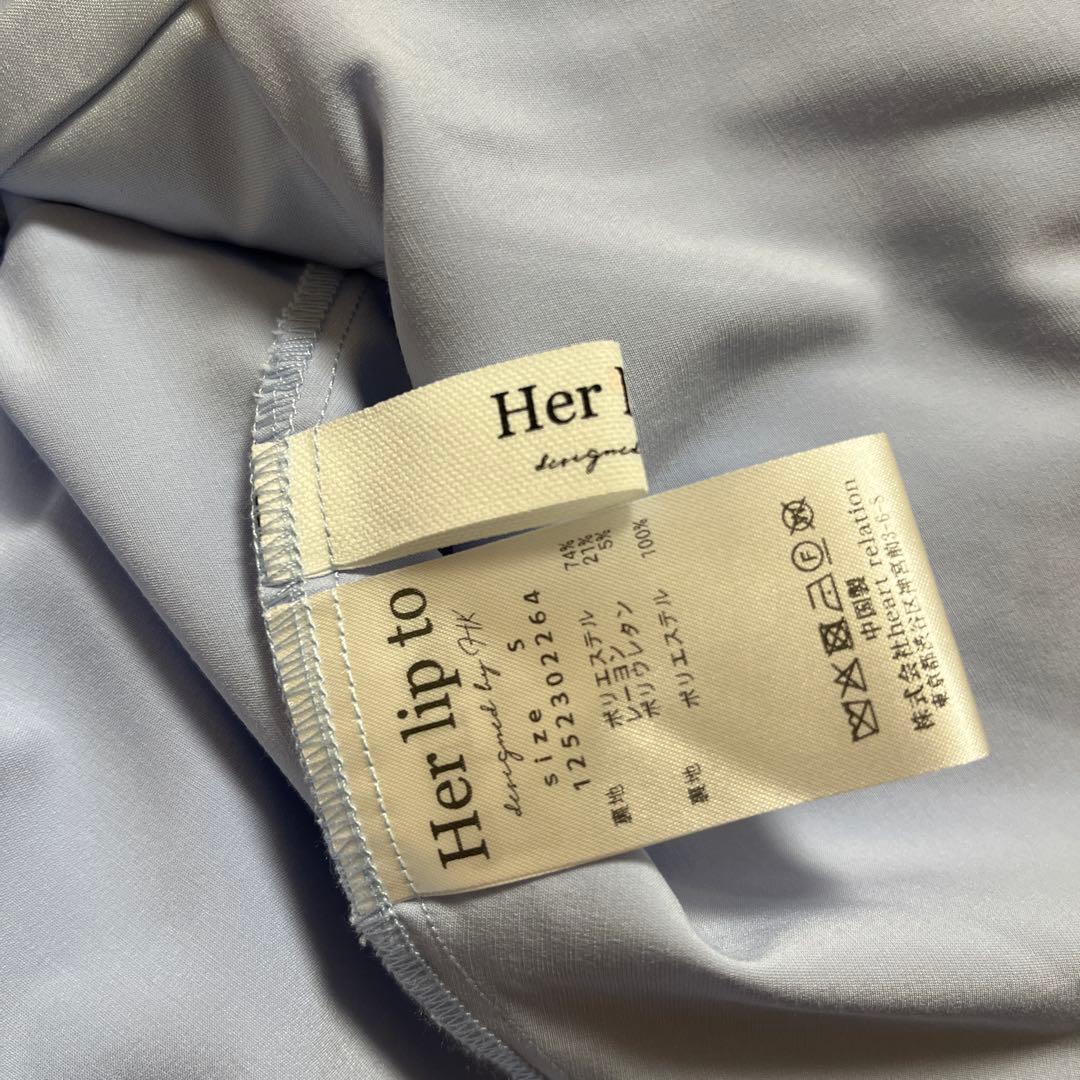 Her
designed
Her lip to
designed by HK
size S
1252302264
裏地 ポリエステル 74%
レーヨン 21%
ポリウレタン 5%
裏地 ポリエステル 100%
F
中国製
株式会社heart relation
東京都渋谷区神宮前3-6-S